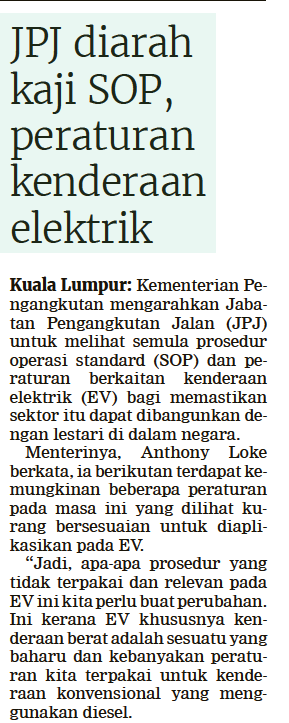 JPJ diarah
kaji SOP,
peraturan
kenderaan
elektrik
Kuala Lumpur: Kementerian Pe-
ngangkutan mengarahkan Jaba-
tan Pengangkutan Jalan (JPJ)
untuk melihat semula prosedur
operasi standard (SOP) dan pe-
raturan berkaitan kenderaan
elektrik (EV) bagi memastikan
sektor itu dapat dibangunkan de-
ngan lestari di dalam negara.
Menterinya, Anthony Loke
berkata, ia berikutan terdapat ke-
mungkinan beberapa peraturan
pada masa ini yang dilihat ku-
rang bersesuaian untuk diapli-
kasikan pada EV.
“Jadi, apa-apa prosedur yang
tidak terpakai dan relevan pada
EV ini kita perlu buat perubahan.
Ini kerana EV khususnya ken-
deraan berat adalah sesuatu yang
baharu dan kebanyakan peratu-
ran kita terpakai untuk kende-
raan konvensional yang meng-
gunakan diesel.